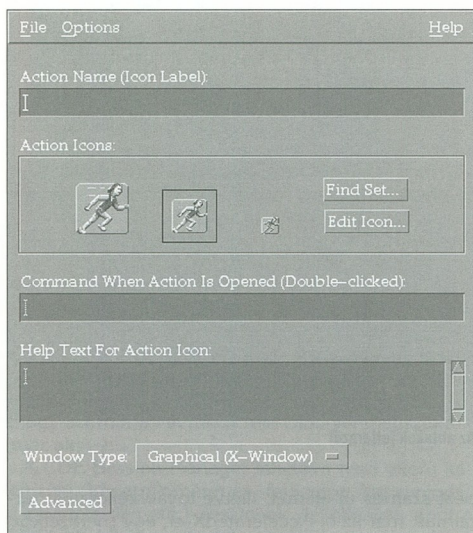 File Options Help
Action Name (Icon Label):
Action Icons:
Find Set...
Edit Icon...
Command When Action Is Opened (Double–clicked):
Help Text For Action Icon:
Window Type: Graphical (X–Window)
Advanced